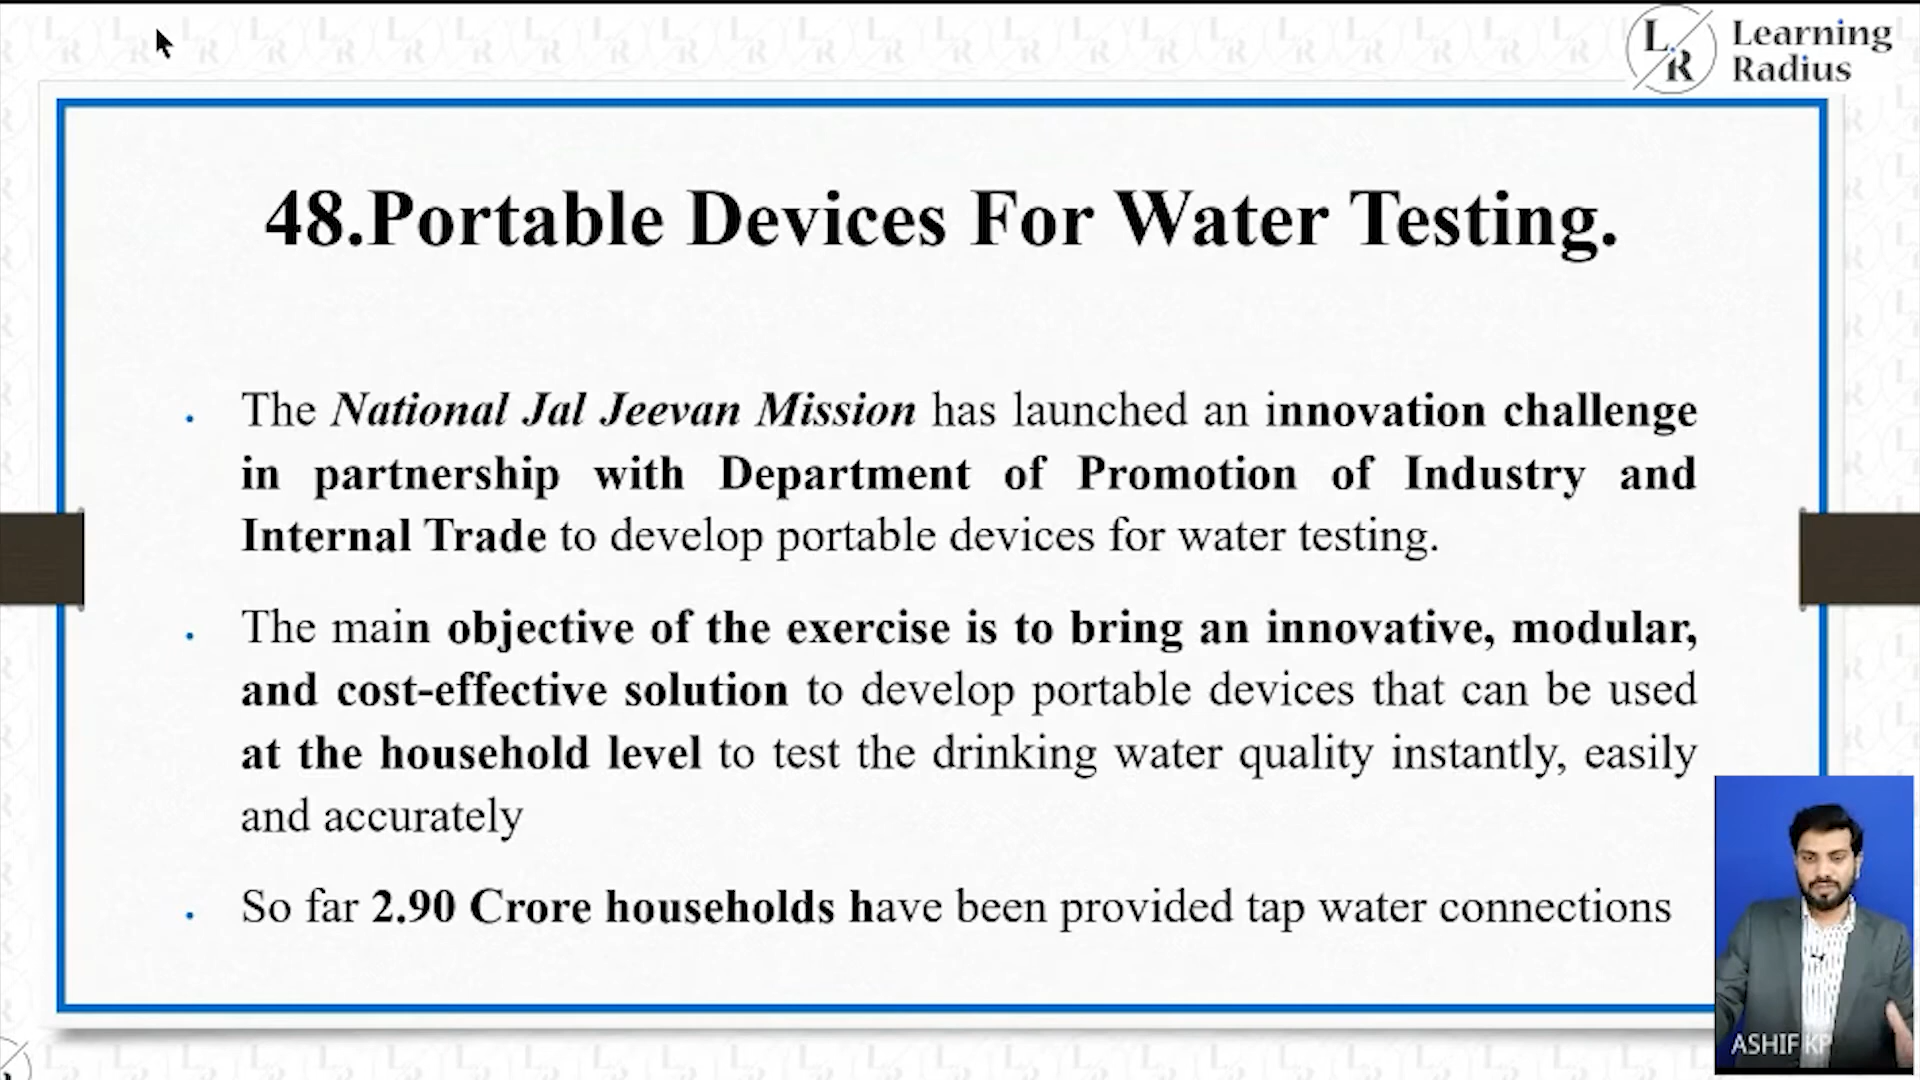 L
R
Learning
Radius
48.Portable Devices For Water Testing.
The National Jal Jeevan Mission has launched an innovation challenge
in partnership with Department of Promotion of Industry and
Internal Trade to develop portable devices for water testing.
The main objective of the exercise is to bring an innovative, modular,
and cost-effective solution to develop portable devices that can be used
at the household level to test the drinking water quality instantly, easily
and accurately
So far 2.90 Crore households have been provided tap water connections
ASHIF KP